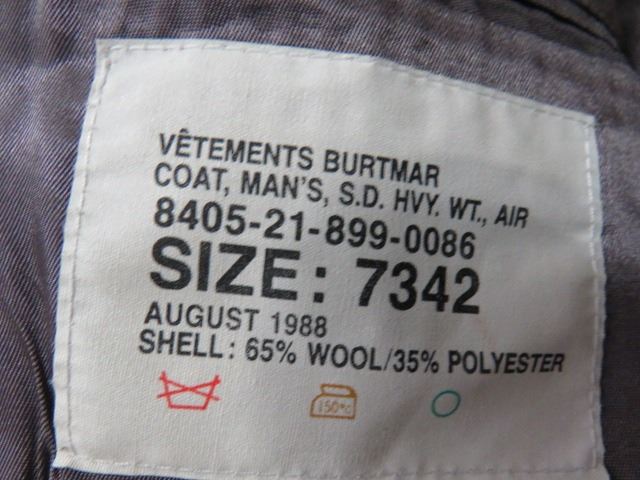 VÊTEMENTS BURTMAR
COAT, MAN'S, S.D. HVY. WT., AIR
8405-21-899-0086
SIZE: 7342
AUGUST 1988
SHELL: 65% WOOL/35% POLYESTER
150°C